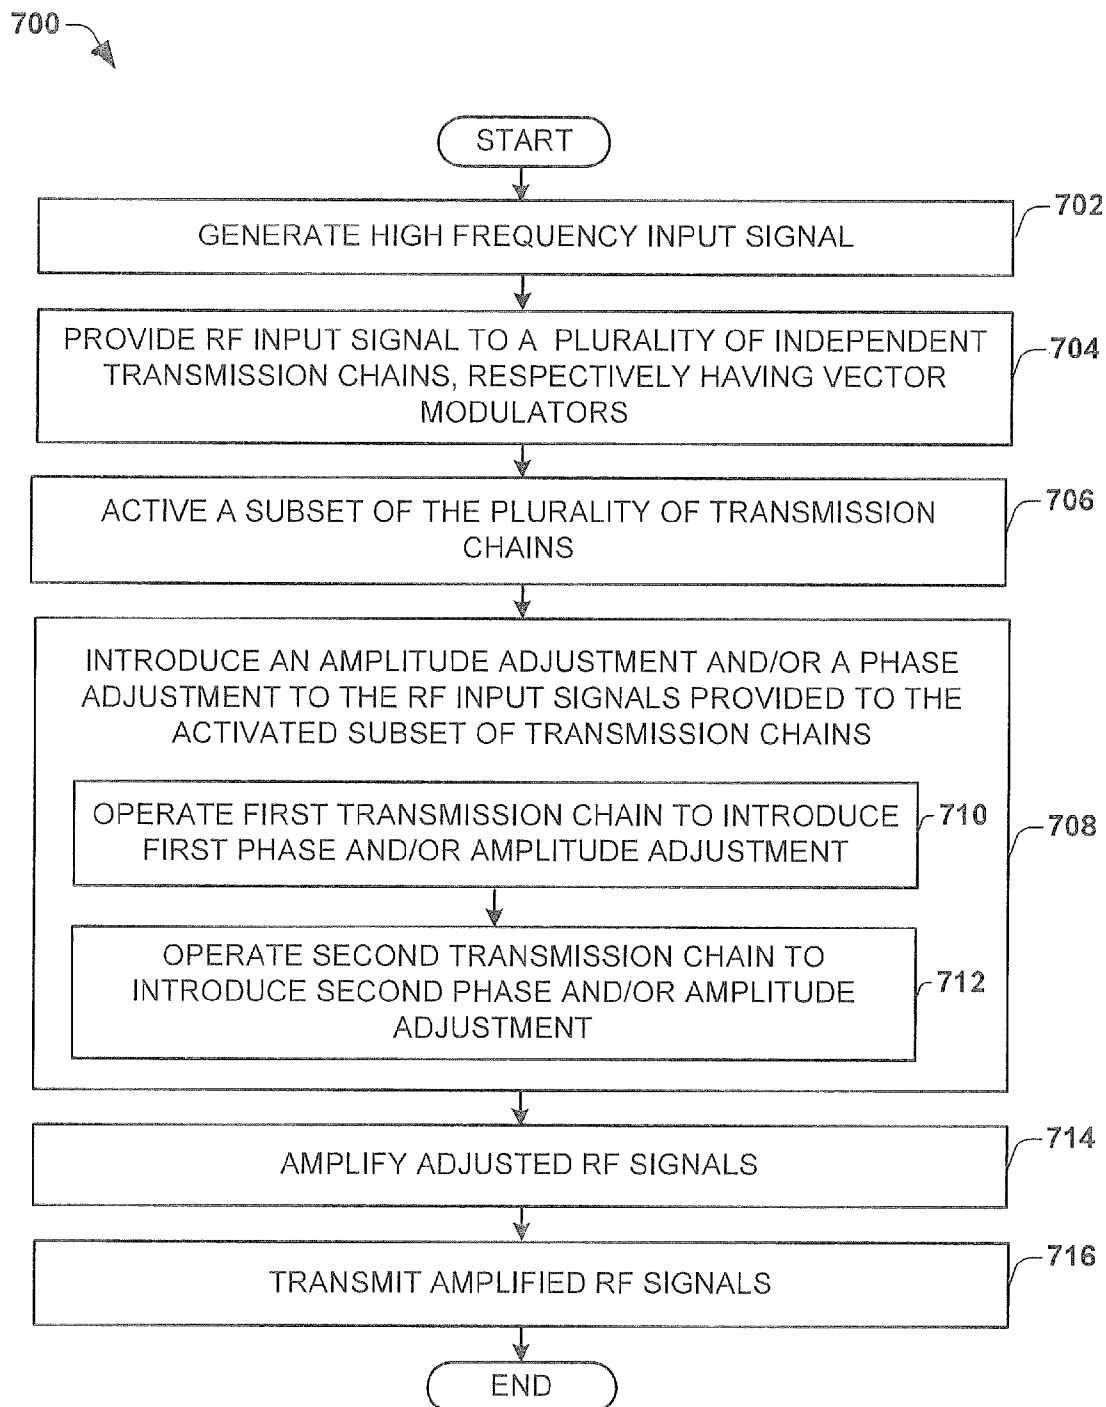 700
START
702
GENERATE HIGH FREQUENCY INPUT SIGNAL
PROVIDE RF INPUT SIGNAL TO A PLURALITY OF INDEPENDENT
704
TRANSMISSION CHAINS, RESPECTIVELY HAVING VECTOR
MODULATORS
706
ACTIVE A SUBSET OF THE PLURALITY OF TRANSMISSION
CHAINS
INTRODUCE AN AMPLITUDE ADJUSTMENT AND/OR A PHASE
ADJUSTMENT TO THE RF INPUT SIGNALS PROVIDED TO THE
ACTIVATED SUBSET OF TRANSMISSION CHAINS
OPERATE FIRST TRANSMISSION CHAIN TO INTRODUCE
710
FIRST PHASE AND/OR AMPLITUDE ADJUSTMENT
708
OPERATE SECOND TRANSMISSION CHAIN TO
INTRODUCE SECOND PHASE AND/OR AMPLITUDE
712
ADJUSTMENT
714
AMPLIFY ADJUSTED RF SIGNALS
716
TRANSMIT AMPLIFIED RF SIGNALS
END